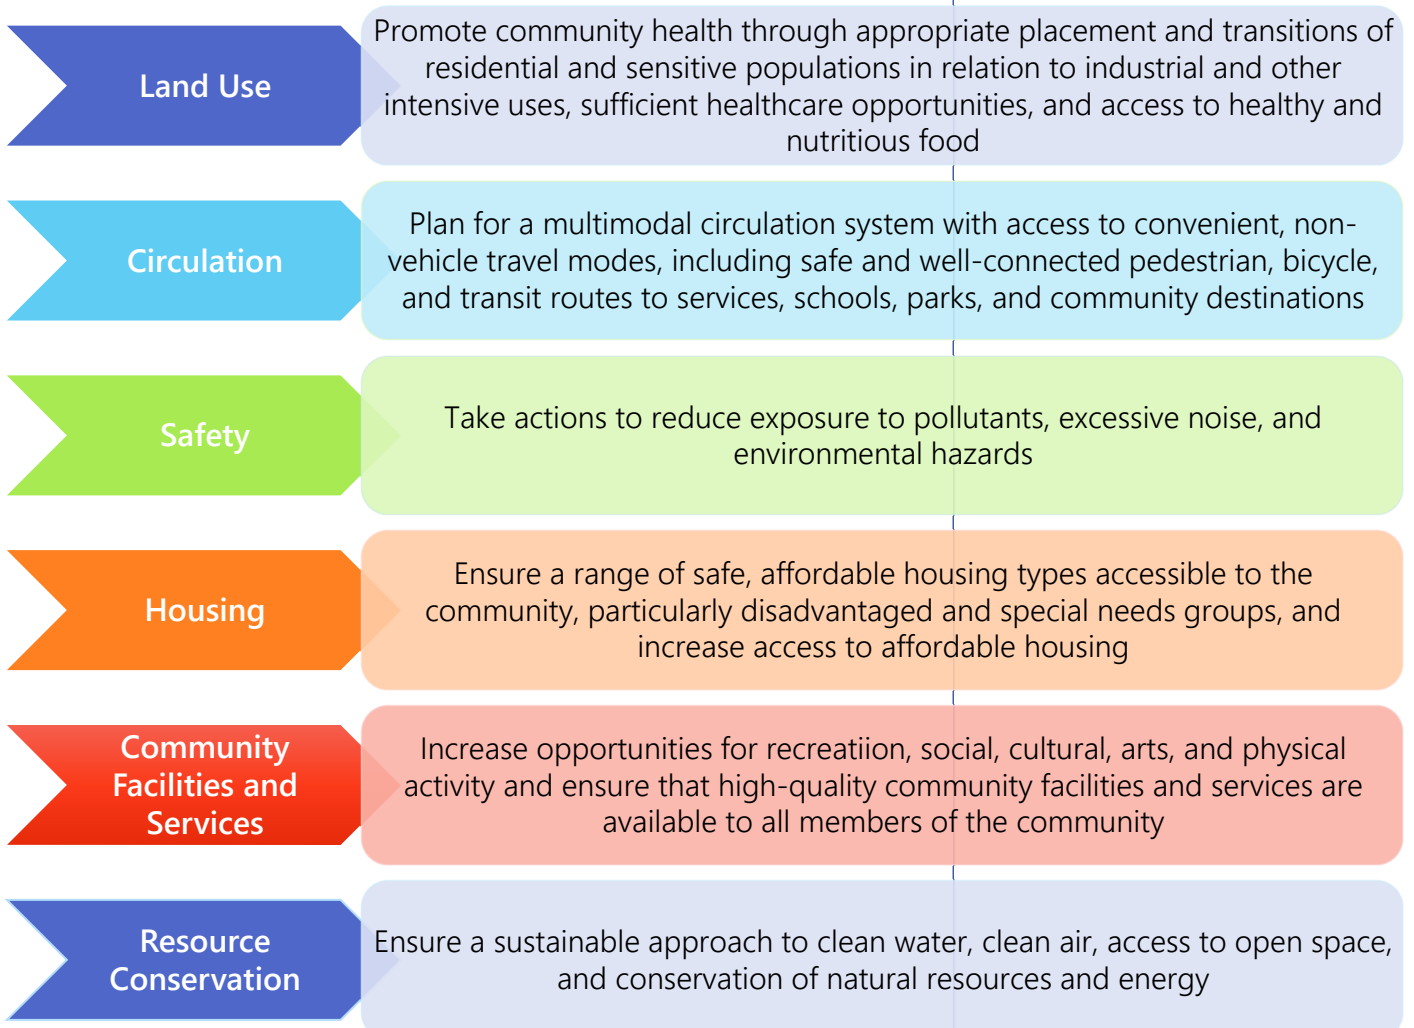 Land Use
Promote community health through appropriate placement and transitions of
residential and sensitive populations in relation to industrial and other
intensive uses, sufficient healthcare opportunities, and access to healthy and
nutritious food
Circulation
Plan for a multimodal circulation system with access to convenient, non-
vehicle travel modes, including safe and well-connected pedestrian, bicycle,
and transit routes to services, schools, parks, and community destinations
Safety
Take actions to reduce exposure to pollutants, excessive noise, and
environmental hazards
Housing
Ensure a range of safe, affordable housing types accessible to the
community, particularly disadvantaged and special needs groups, and
increase access to affordable housing
Community
Facilities and
Services
Increase opportunities for recreatiion, social, cultural, arts, and physical
activity and ensure that high-quality community facilities and services are
available to all members of the community
Resource
Conservation
Ensure a sustainable approach to clean water, clean air, access to open space,
and conservation of natural resources and energy